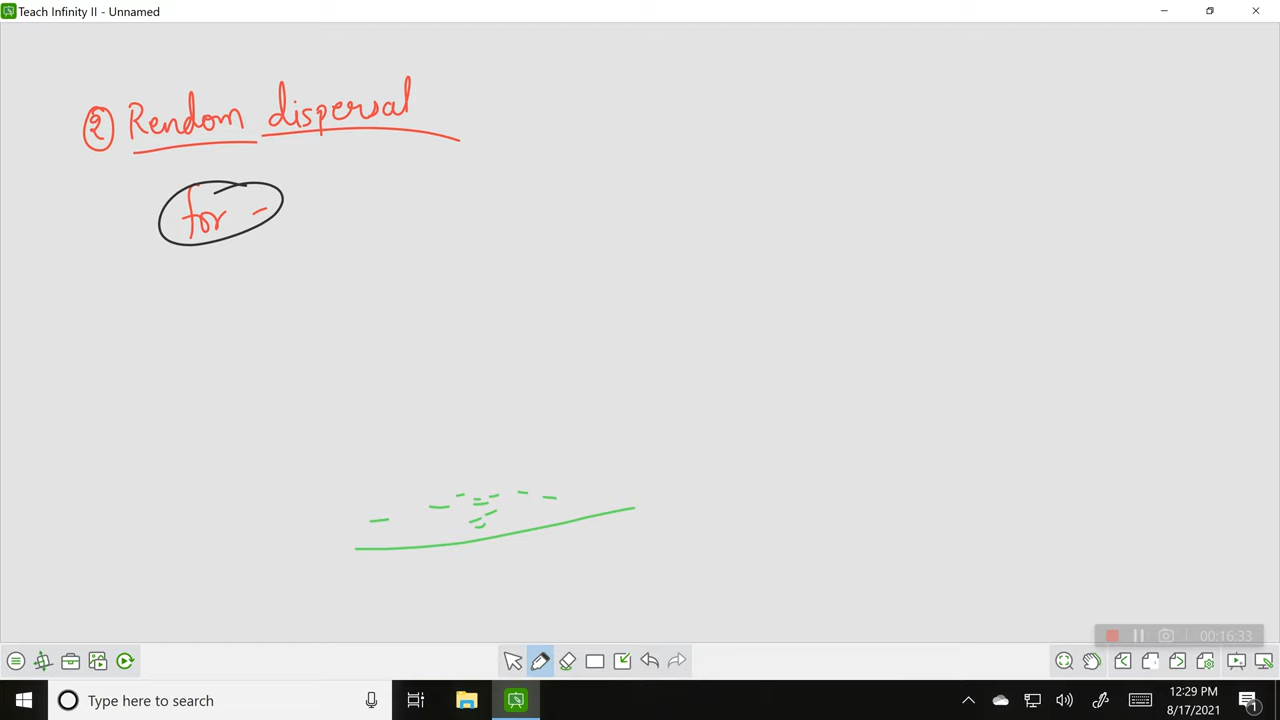 Teach Infinity II - Unnamed
② Rendom dispersal
for -
00:16:33
Type here to search
12:29 PM
8/17/2021
1